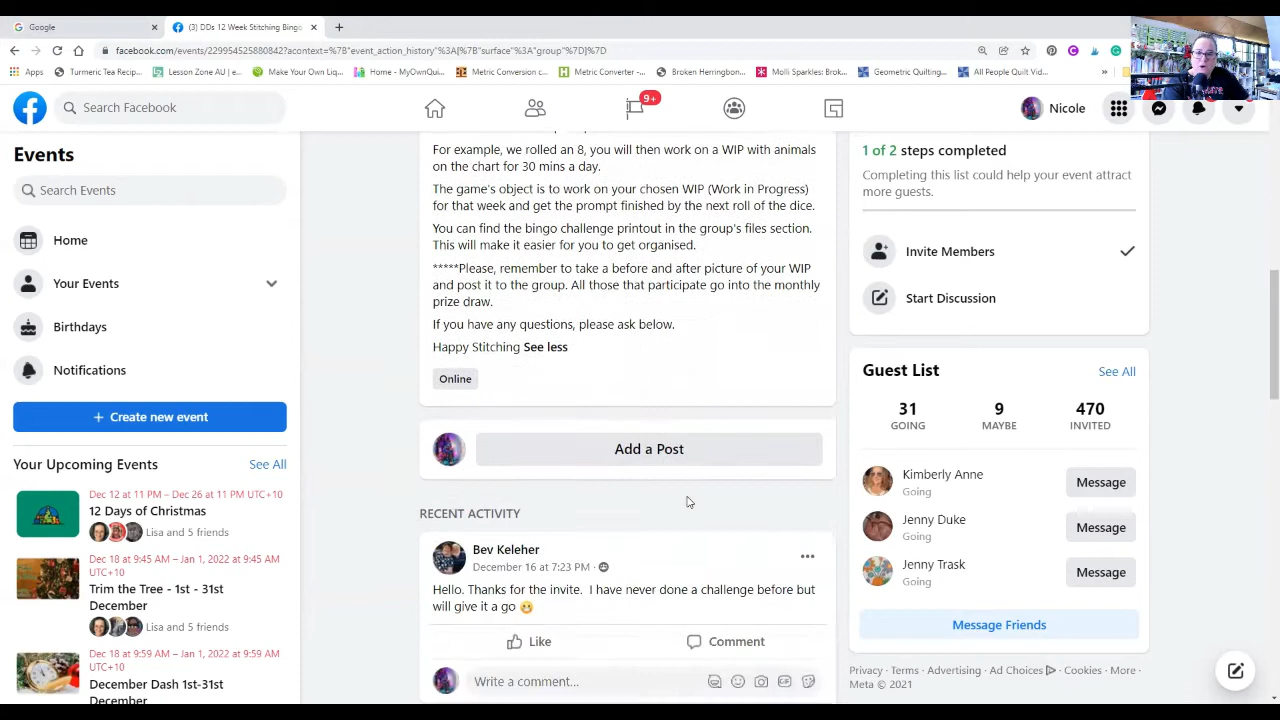 Google
(3) DDs 12 Week Stitching Bingo
facebook.com/events/229954525880842?acontext=%7B"event_action_history"%3A[%7B"surface"%3A"group"%7D]%7D
Apps
Turmeric Tea Recip...
Lesson Zone AU | e...
Make Your Own Liq...
Home - MyOwnQui...
Metric Conversion c...
Metric Converter -...
Broken Herringbon...
Molli Sparkles: Brok...
Geometric Quilting...
All People Quilt Vid...
Search Facebook
9+
Nicole
Events
Search Events
Home
Your Events
Birthdays
Notifications
+ Create new event
Your Upcoming Events
See All
Dec 12 at 11 PM – Dec 26 at 11 PM UTC+10
12 Days of Christmas
Lisa and 5 friends
Dec 18 at 9:45 AM – Jan 1, 2022 at 9:45 AM
UTC+10
Trim the Tree - 1st - 31st
December
Lisa and 5 friends
Dec 18 at 9:59 AM – Jan 1, 2022 at 9:59 AM
UTC+10
December Dash 1st-31st
December
For example, we rolled an 8, you will then work on a WIP with animals
on the chart for 30 mins a day.
The game's object is to work on your chosen WIP (Work in Progress)
for that week and get the prompt finished by the next roll of the dice.
You can find the bingo challenge printout in the group's files section.
This will make it easier for you to get organised.
*****Please, remember to take a before and after picture of your WIP
and post it to the group. All those that participate go into the monthly
prize draw.
If you have any questions, please ask below.
Happy Stitching See less
Online
Add a Post
RECENT ACTIVITY
Bev Keleher
December 16 at 7:23 PM
Hello. Thanks for the invite. I have never done a challenge before but
will give it a go
Like
Comment
Write a comment...
1 of 2 steps completed
Completing this list could help your event attract
more guests.
Invite Members
Start Discussion
Guest List
See All
31
GOING
9
MAYBE
470
INVITED
Kimberly Anne
Going
Message
Jenny Duke
Going
Message
Jenny Trask
Going
Message
Message Friends
Privacy · Terms · Advertising · Ad Choices · Cookies · More ·
Meta © 2021